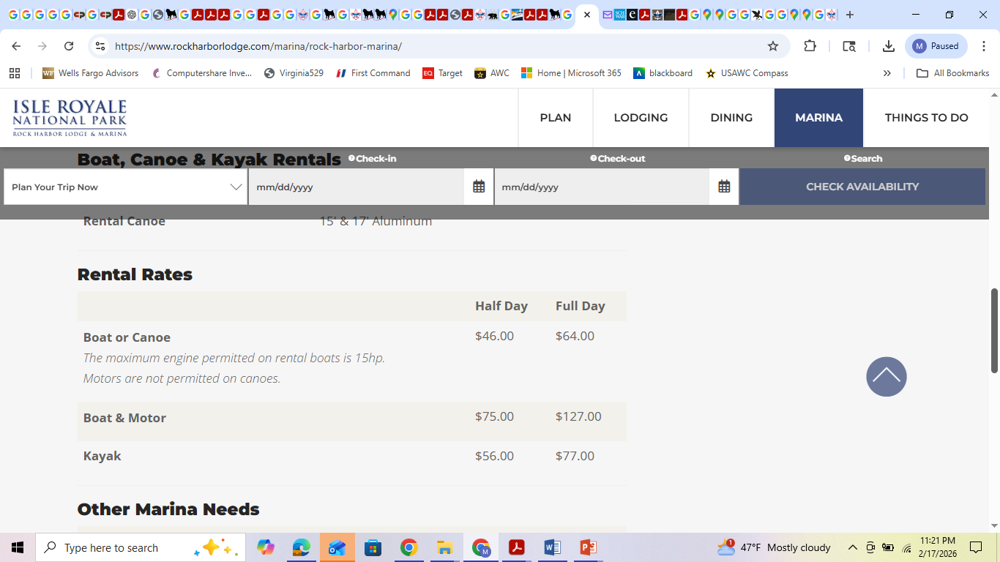 https://www.rockharborlodge.com/marina/rock-harbor-marina/
M Paused
Wells Fargo Advisors
Computershare Inve...
Virginia529
First Command
EQ Target
AWC
Home | Microsoft 365
blackboard
USAWC Compass
All Bookmarks
ISLE ROYALE
NATIONAL PARK
ROCK HARBOR LODGE & MARINA
PLAN
LODGING
DINING
MARINA
THINGS TO DO
Boat, Canoe & Kayak Rentals
Check-in
Check-out
Search
Plan Your Trip Now
mm/dd/yyyy
mm/dd/yyyy
CHECK AVAILABILITY
Rental Canoe 15' & 17' Aluminum
Rental Rates
Half Day Full Day
Boat or Canoe $46.00 $64.00
The maximum engine permitted on rental boats is 15hp.
Motors are not permitted on canoes.
Boat & Motor $75.00 $127.00
Kayak $56.00 $77.00
Other Marina Needs
Type here to search
47°F Mostly cloudy
11:21 PM
2/17/2026